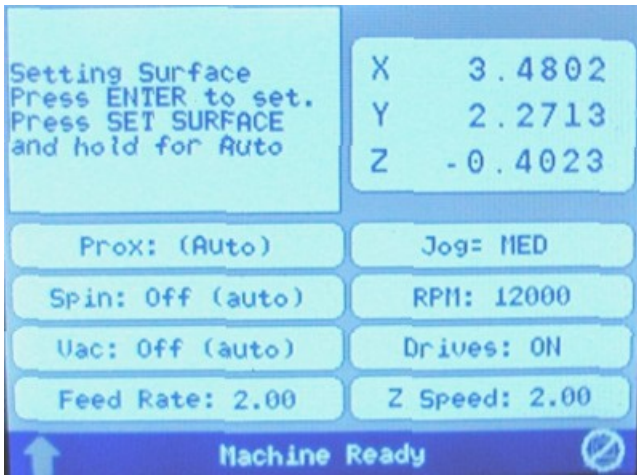 Setting Surface
Press ENTER to set.
Press SET SURFACE
and hold for Auto
X 3.4802
Y 2.2713
Z -0.4023
Prox: (Auto)
Jog= MED
Spin: Off (auto)
RPM: 12000
Vac: Off (auto)
Drives: ON
Feed Rate: 2.00
Z Speed: 2.00
Machine Ready